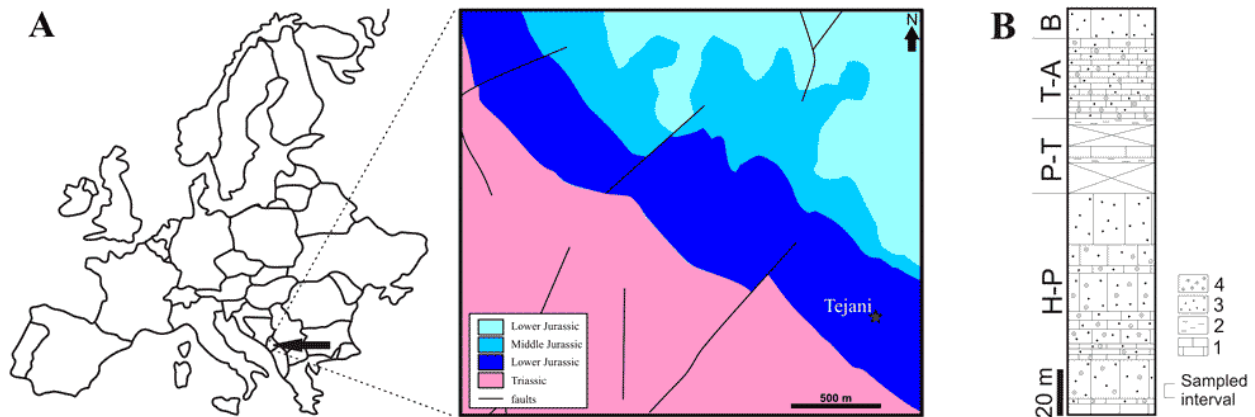 A
N
Tejani
Lower Jurassic
Middle Jurassic
Lower Jurassic
Triassic
faults
500 m
B
B
T-A
P-T
H-P
20 m
4
3
2
1
Sampled
interval